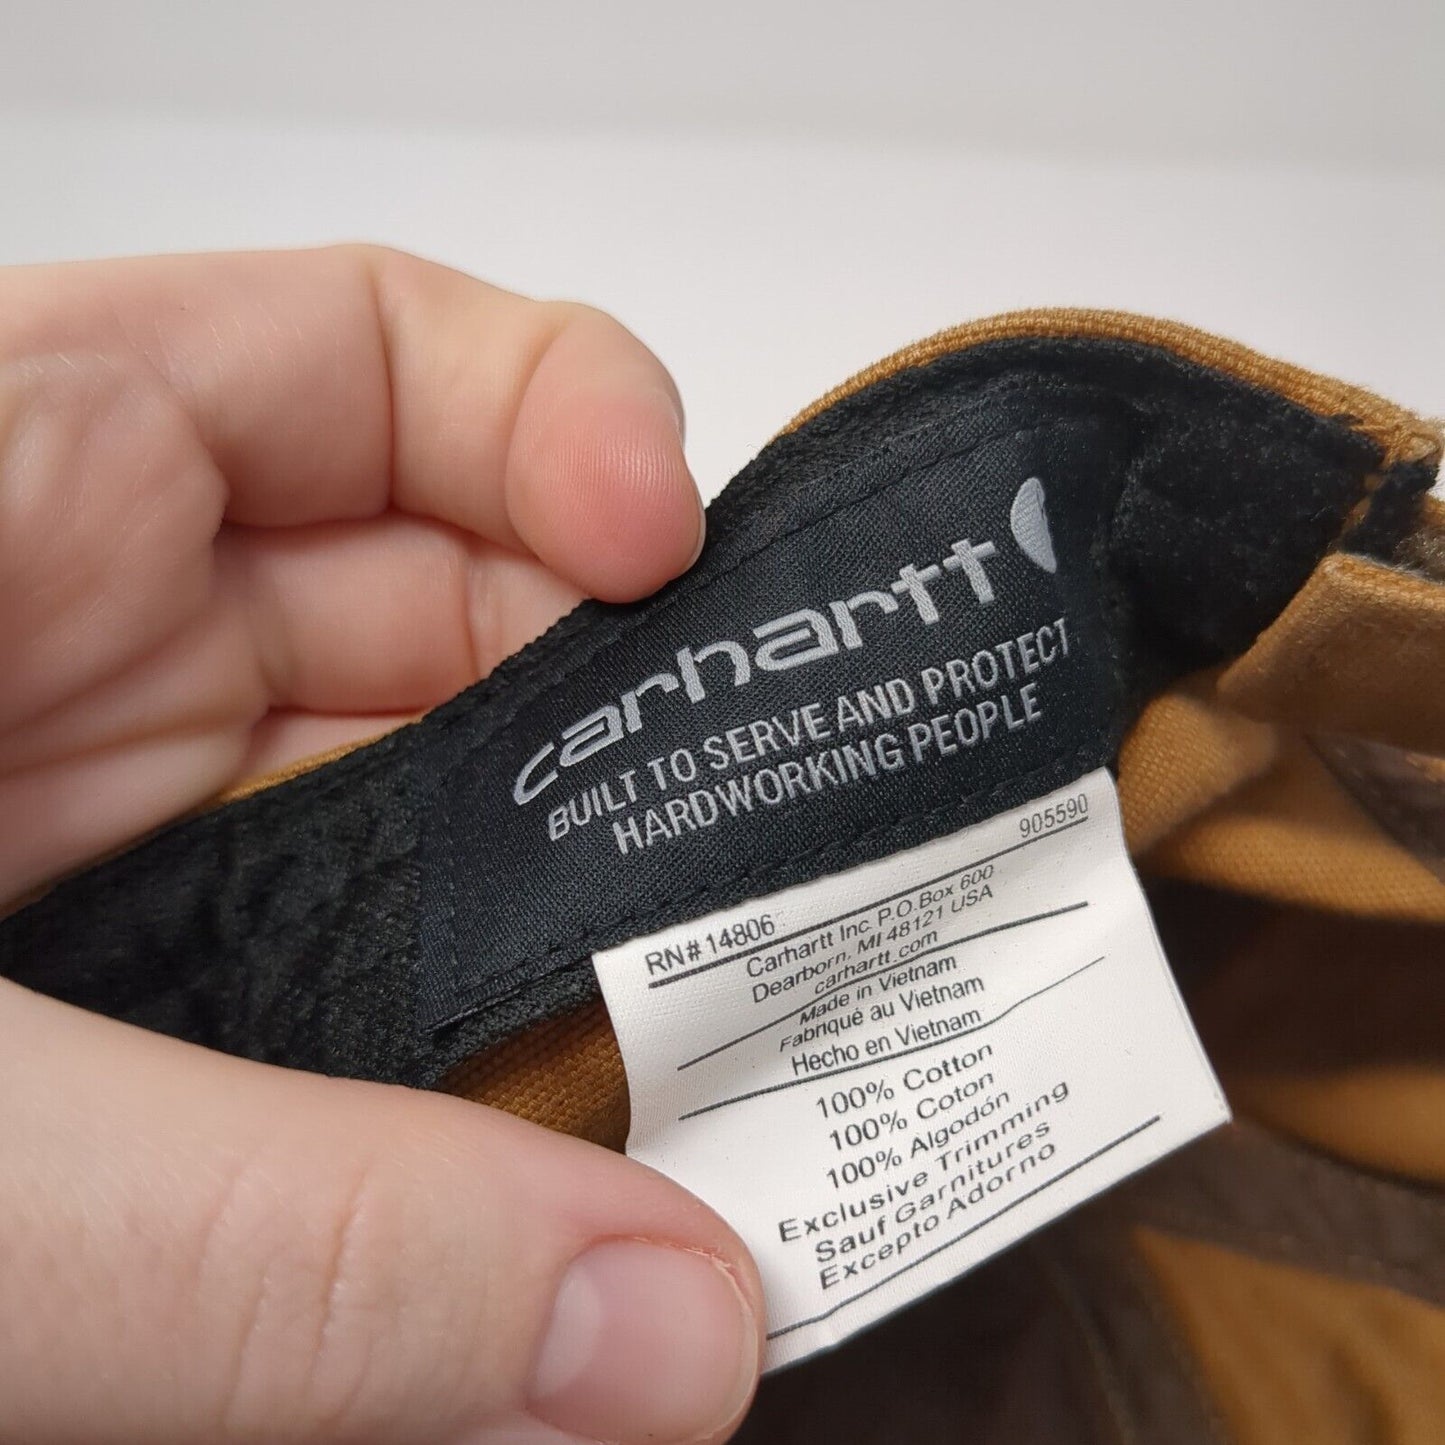 carhartt
BUILT TO SERVE AND PROTECT
HARDWORKING PEOPLE
RN# 14806 905590
Carhartt Inc P.O.Box 600
Dearborn, MI 48121 USA
carhartt.com
Made in Vietnam
Fabriqué au Vietnam
Hecho en Vietnam
100% Cotton
100% Coton
100% Algodón
Exclusive Trimming
Sauf Garnitures
Excepto Adorno